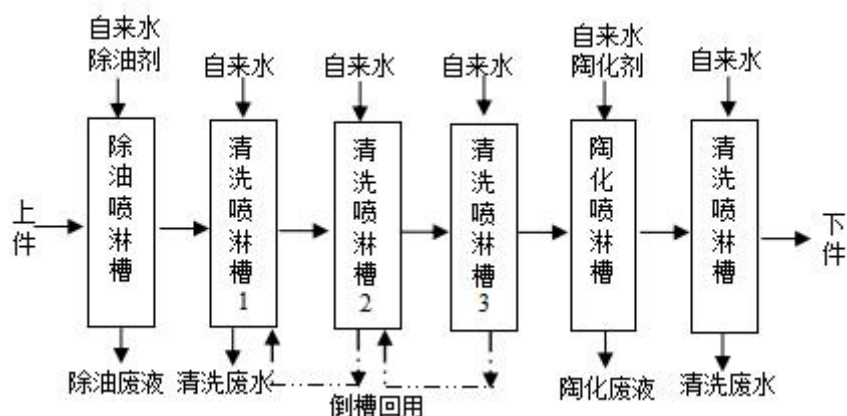 自来水
除油剂
自来水
自来水
自来水
自来水
陶化剂
自来水
上件
除油喷淋槽
清洗喷淋槽1
清洗喷淋槽2
清洗喷淋槽3
陶化喷淋槽
清洗喷淋槽
下件
除油废液
清洗废水
倒槽回用
陶化废液
清洗废水